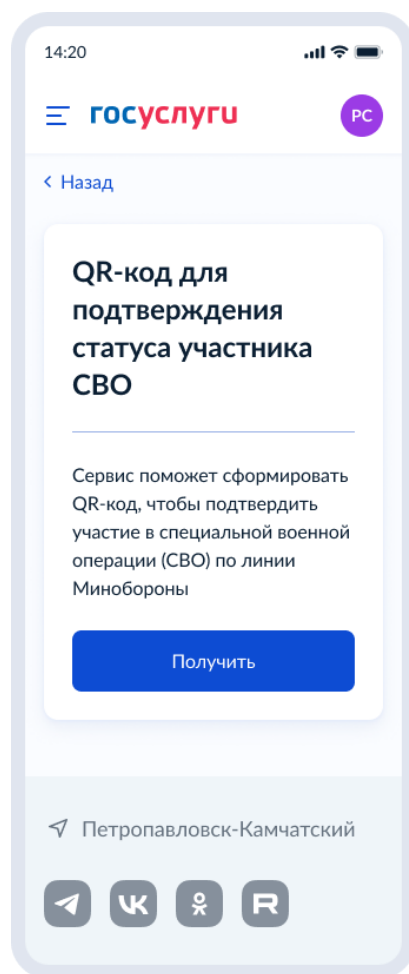 14:20
госуслуги
РС
Назад
QR-код для
подтверждения
статуса участника
СВО
Сервис поможет сформировать
QR-код, чтобы подтвердить
участие в специальной военной
операции (СВО) по линии
Минобороны
Получить
Петропавловск-Камчатский